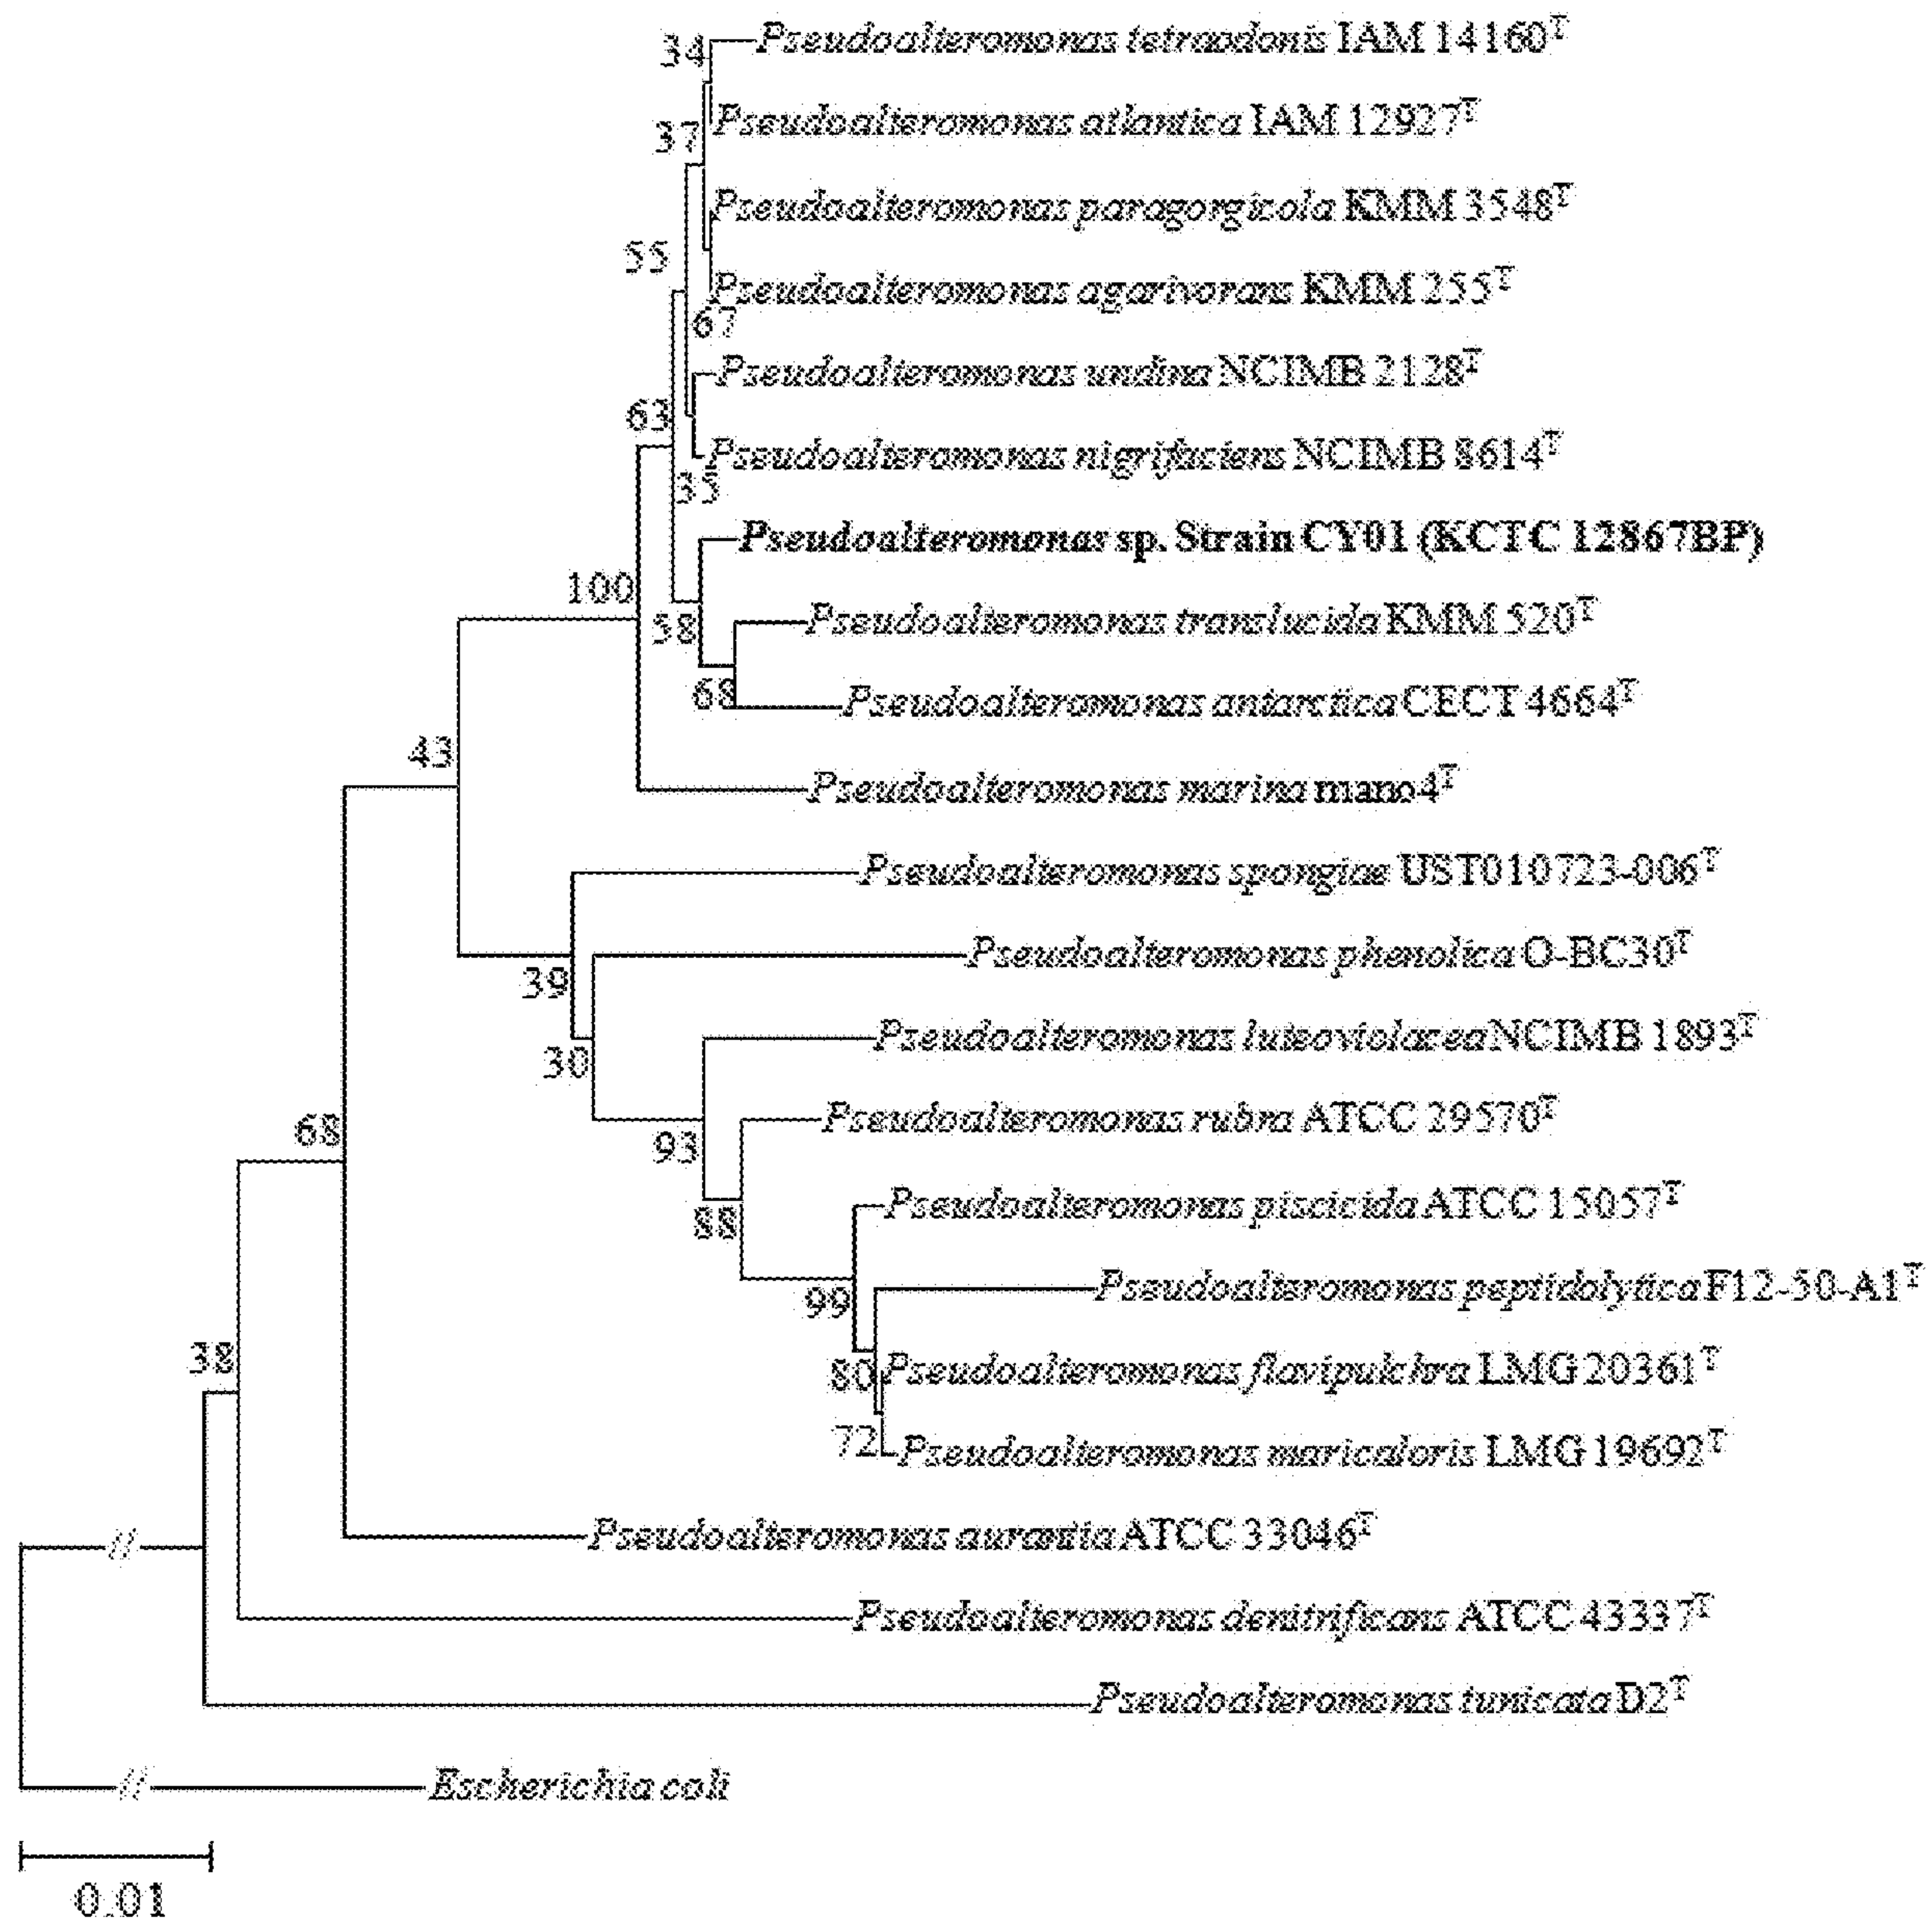 34
Pseudoalteromonas tetraodonis IAM 14160T
Pseudoalteromonas atlantica IAM 12927T
37
Pseudoalteromonas paragorgicola KMM 3548T
55
Pseudoalteromonas agarivorans KMM 255T
67
Pseudoalteromonas undina NCIMB 2128T
63
Pseudoalteromonas nigrifaciens NCIMB 8614T
35
Pseudoalteromonas sp. Strain CY01 (KCTC 12867BP)
100
Pseudoalteromonas translucida KMM 520T
58
Pseudoalteromonas antarctica CECT 4664T
68
43
Pseudoalteromonas marina mano4T
Pseudoalteromonas spongiae UST010723-006T
Pseudoalteromonas phenolica O-BC30T
39
Pseudoalteromonas luteoviolacea NCIMB 1893T
30
Pseudoalteromonas rubra ATCC 29570T
68
93
Pseudoalteromonas piscicida ATCC 15057T
88
Pseudoalteromonas peptidolytica F12-50-A1T
99
38
Pseudoalteromonas flavipulchra LMG 20361T
80
Pseudoalteromonas maricaloris LMG 19692T
72
Pseudoalteromonas aurantia ATCC 33046T
//
Pseudoalteromonas denitrificans ATCC 43337T
Pseudoalteromonas tunicata D2T
//
Escherichia coli
0.01